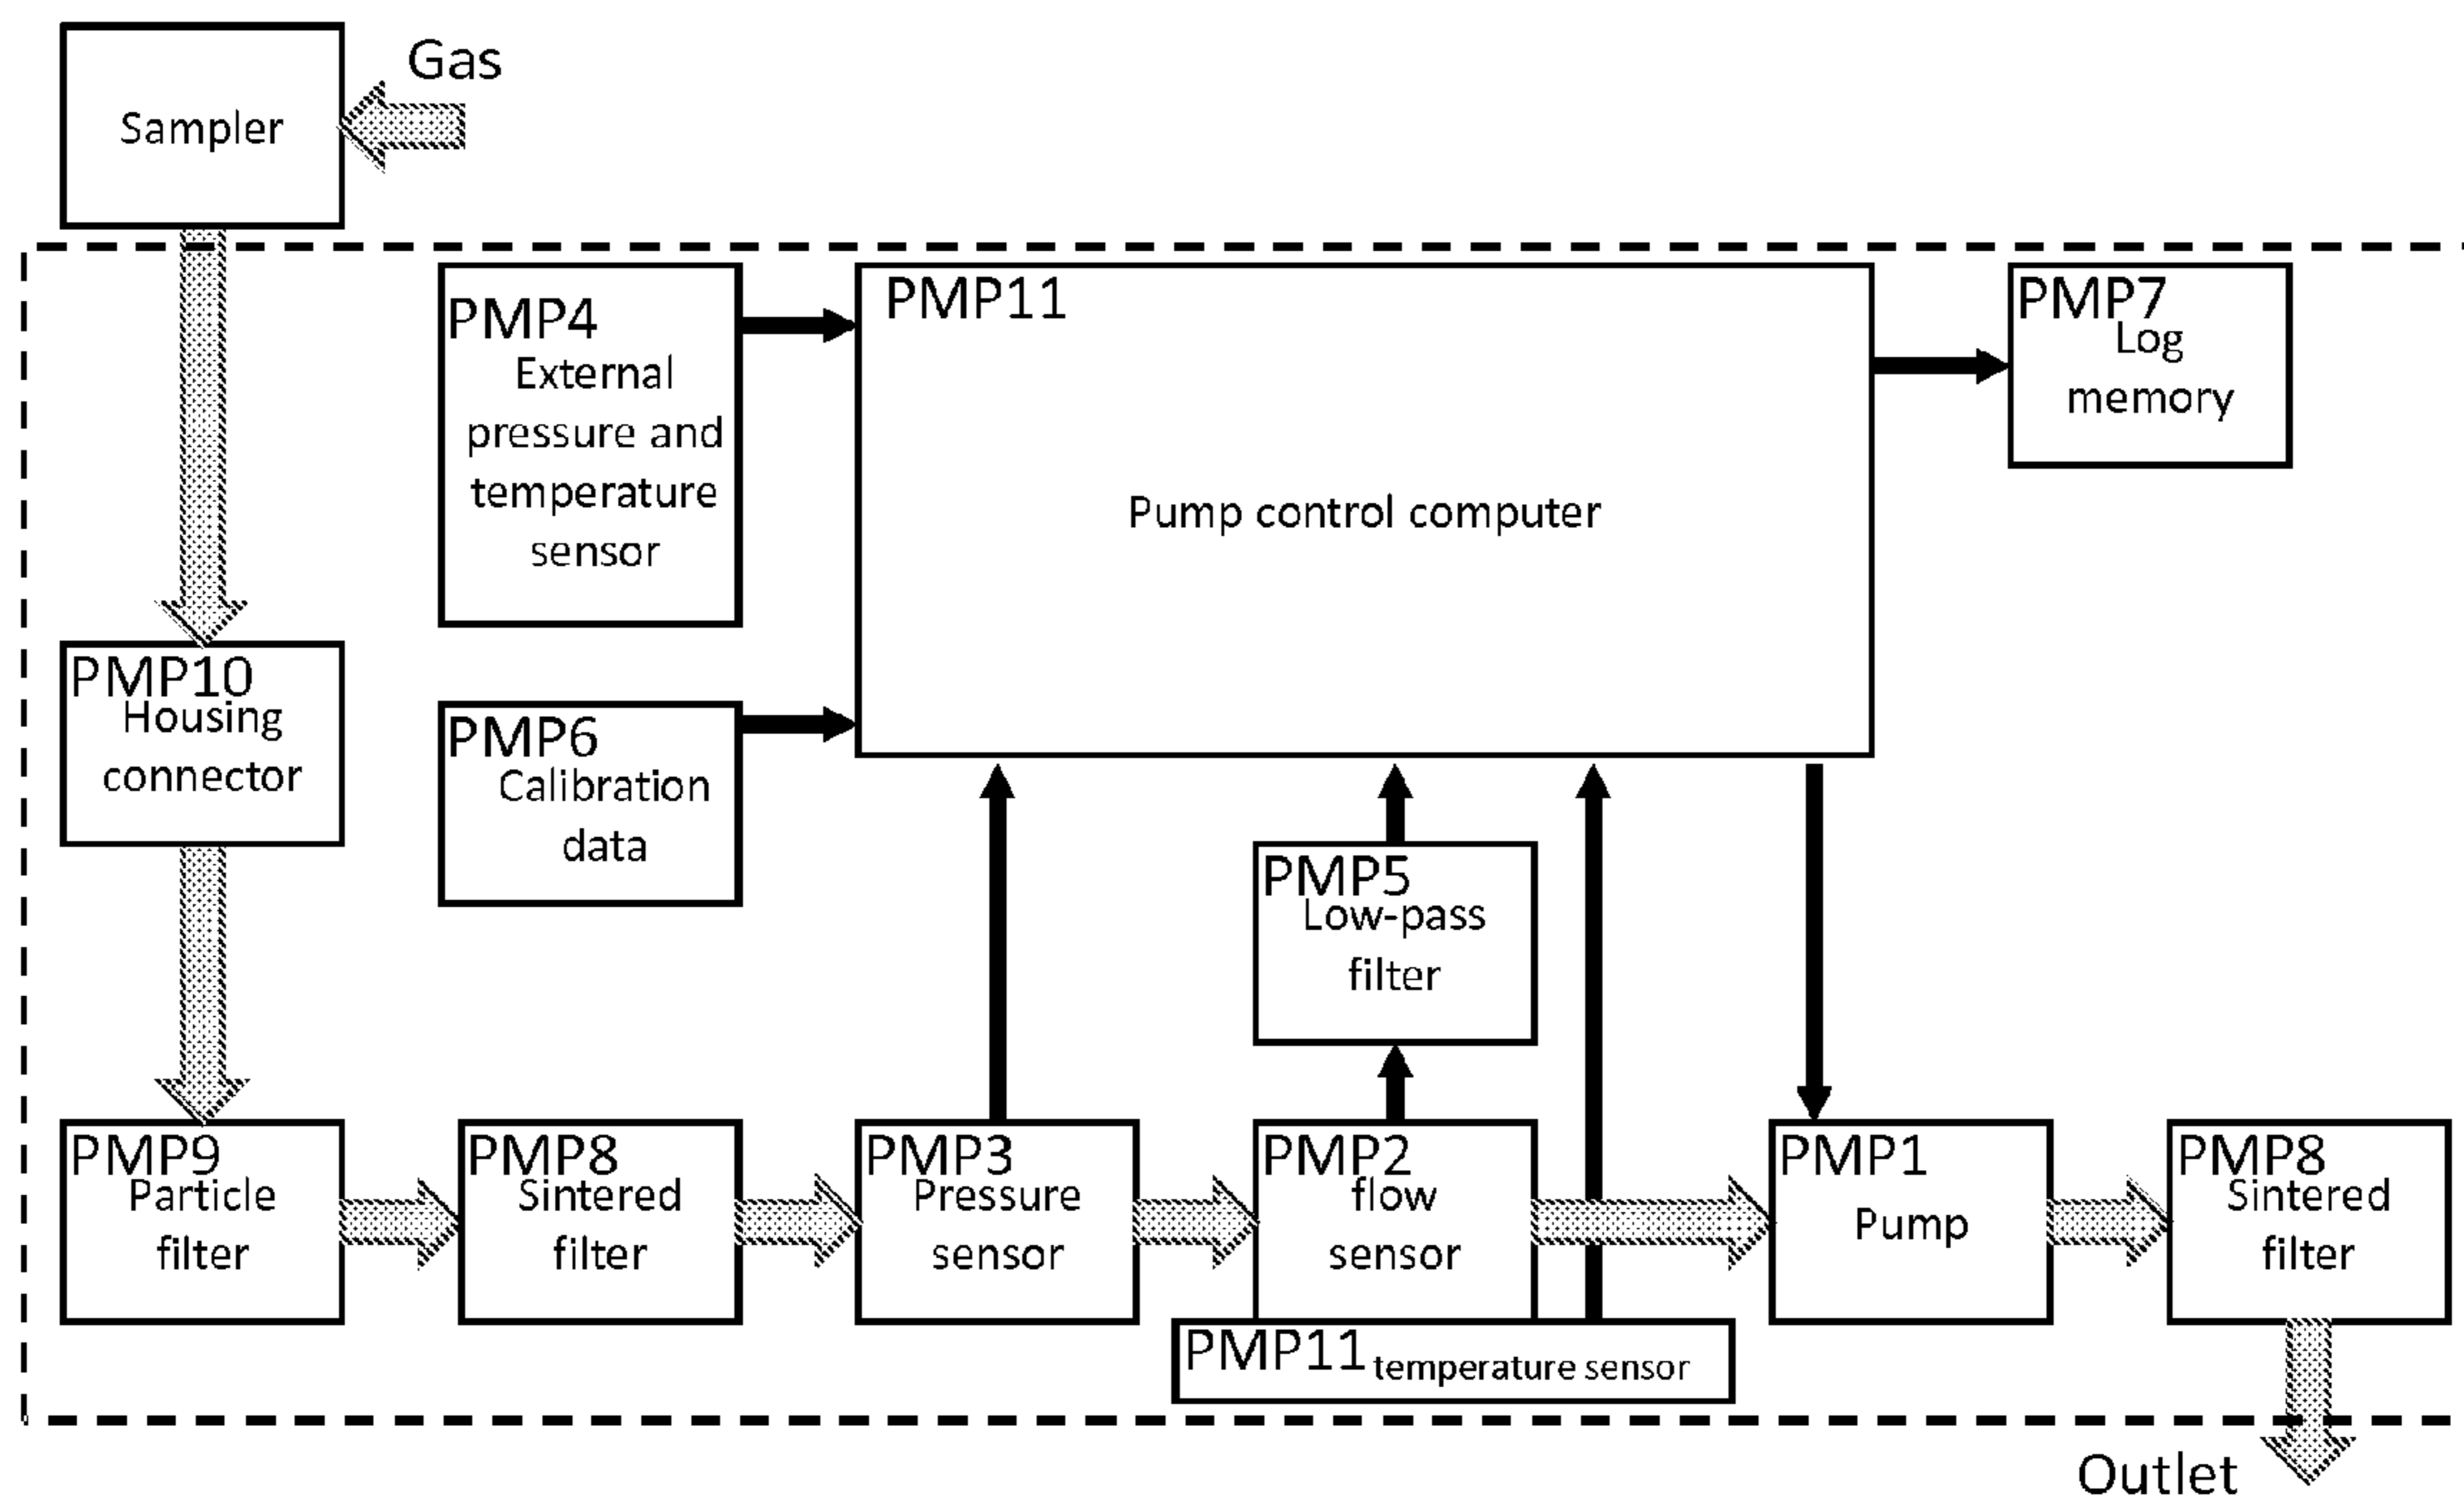 Gas
Sampler
PMP4
External
pressure and
temperature
sensor
PMP11
Pump control computer
PMP7
Log
memory
PMP10
Housing
connector
PMP6
Calibration
data
PMP5
Low-pass
filter
PMP9
Particle
filter
PMP8
Sintered
filter
PMP3
Pressure
sensor
PMP2
flow
sensor
PMP1
Pump
PMP8
Sintered
filter
PMP11 temperature sensor
Outlet